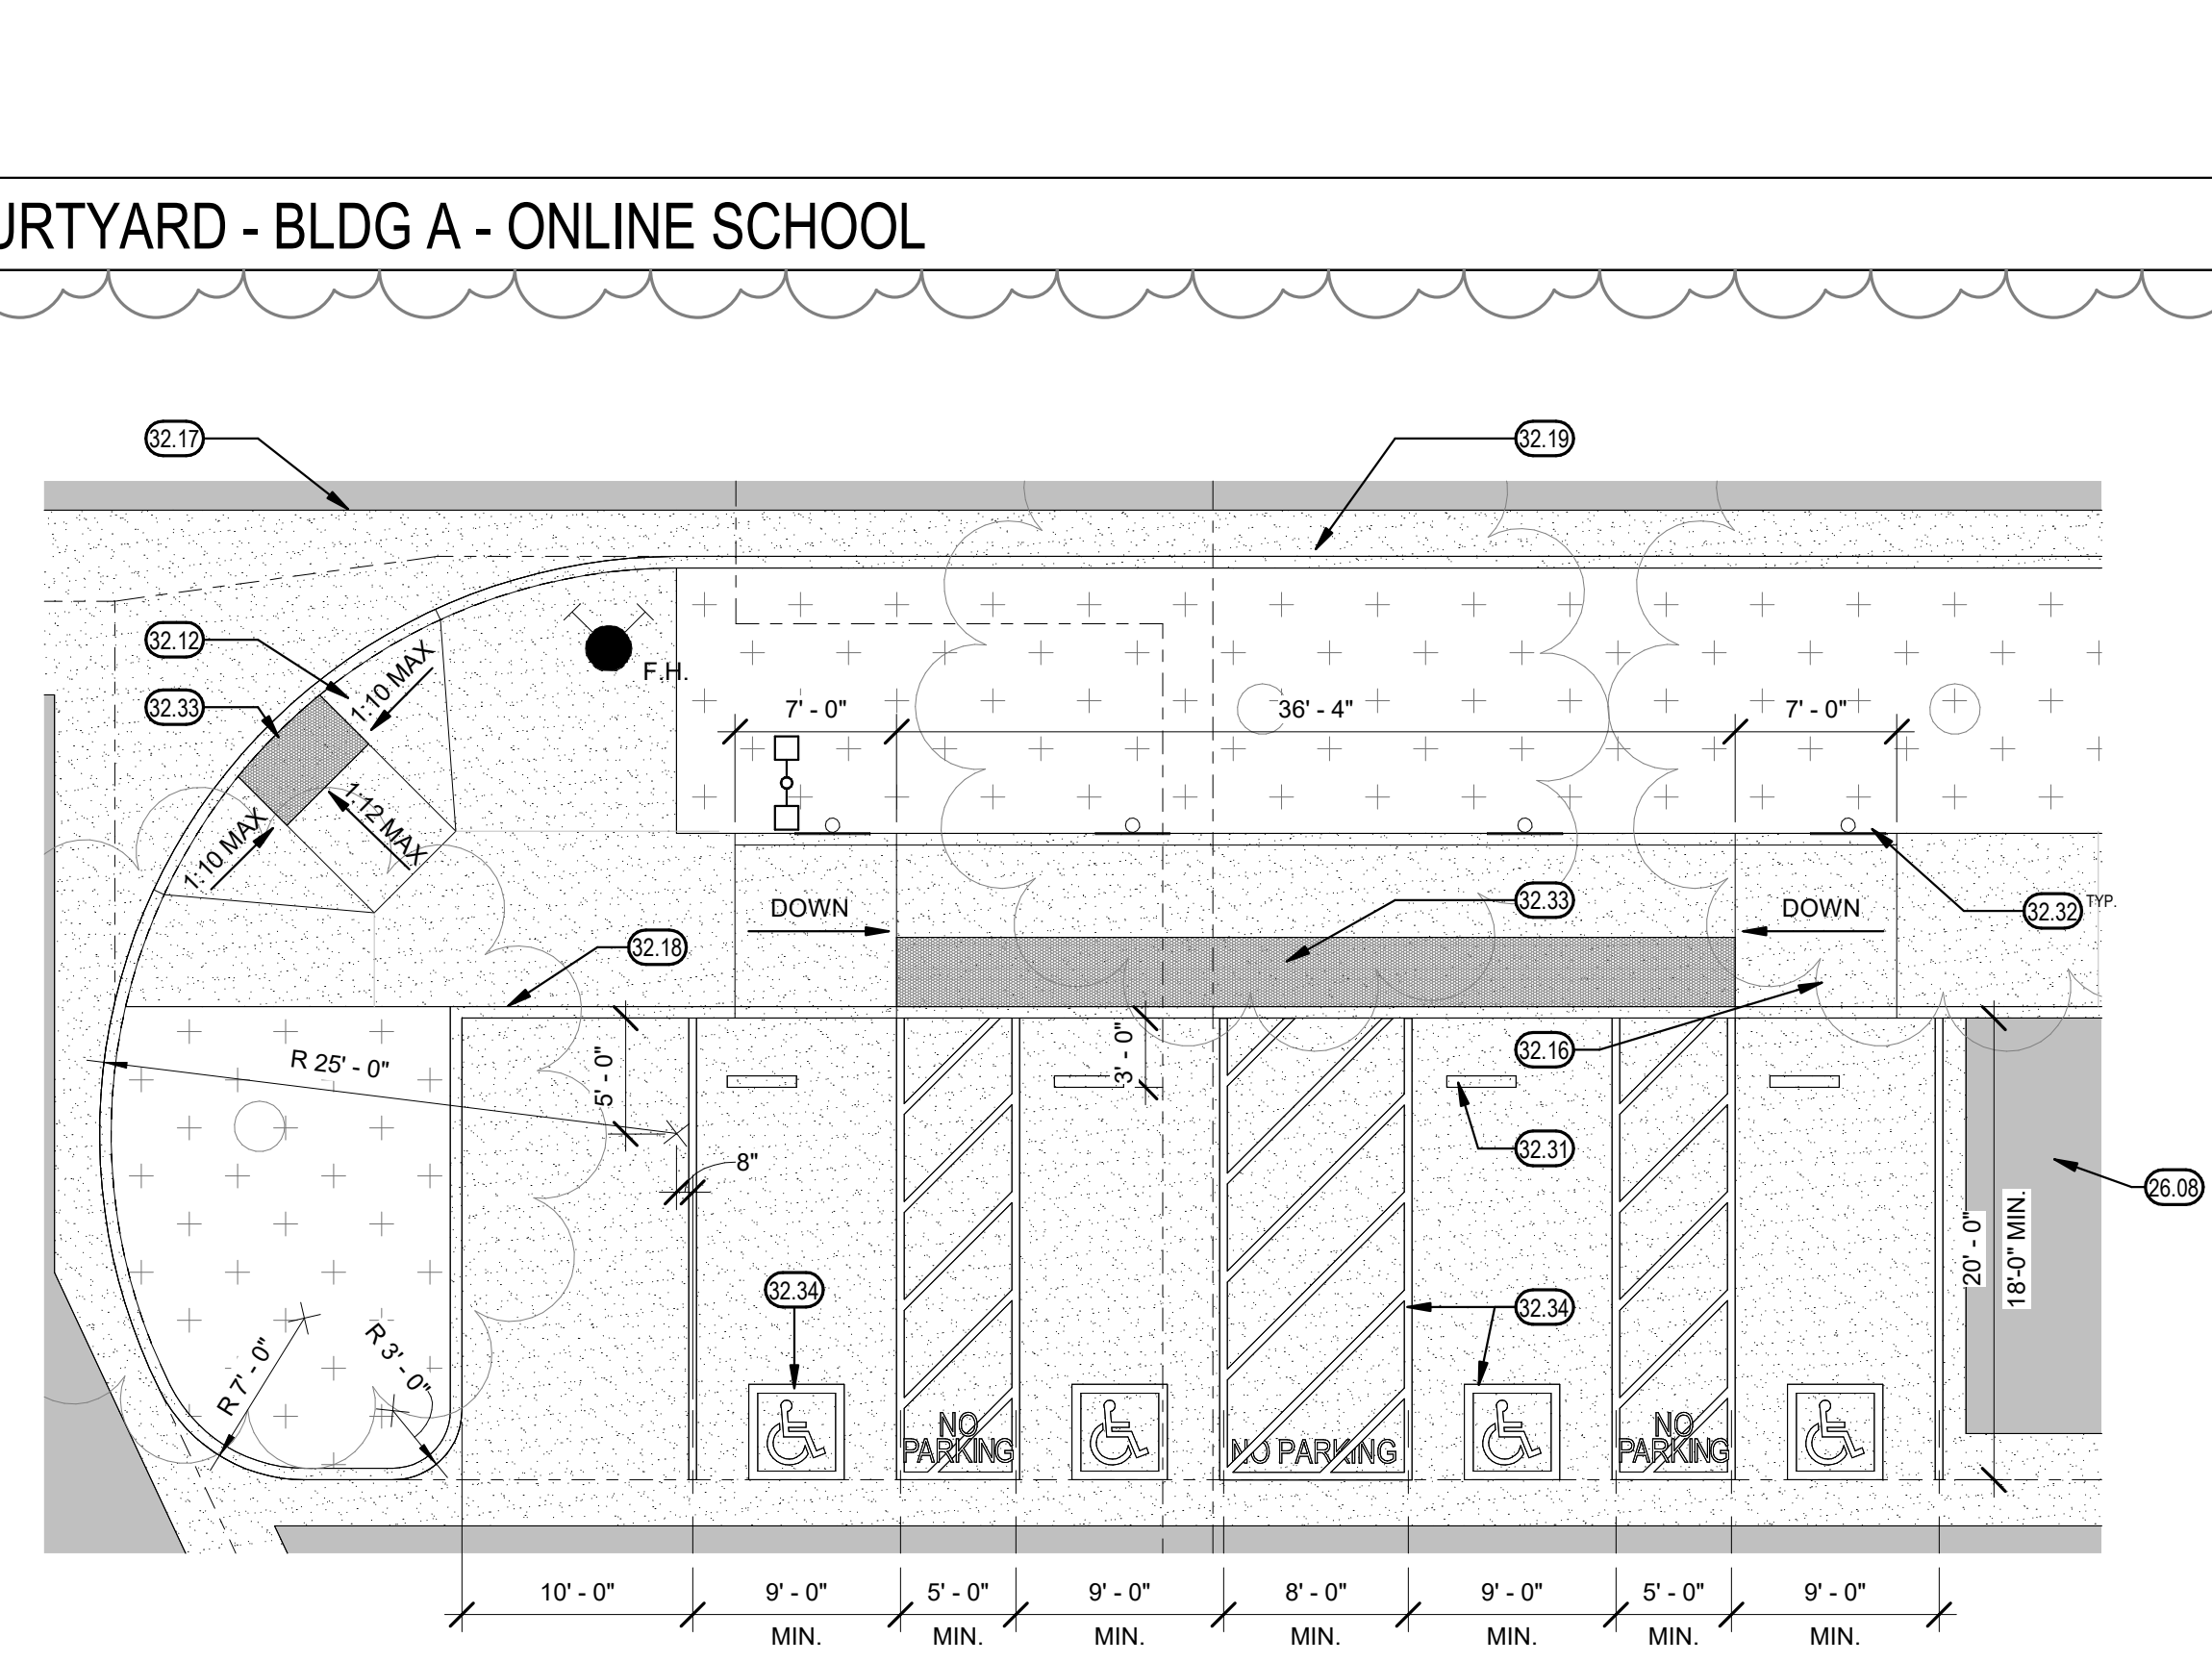 URTYARD - BLDG A - ONLINE SCHOOL
32.17
32.19
32.12
1:10 MAX
F.H.
32.33
7' - 0"
36' - 4"
7' - 0"
1:12 MAX
1:10 MAX
DOWN
32.33
DOWN
32.32 TYP.
32.18
32.16
R 25' - 0"
5' - 0"
3' - 0"
32.31
8"
26.08
20' - 0"
18'-0" MIN.
32.34
32.34
R 7' - 0"
R 3' - 0"
NO
PARKING
NO PARKING
NO
PARKING
10' - 0"
9' - 0"
5' - 0"
9' - 0"
8' - 0"
9' - 0"
5' - 0"
9' - 0"
MIN.
MIN.
MIN.
MIN.
MIN.
MIN.
MIN.